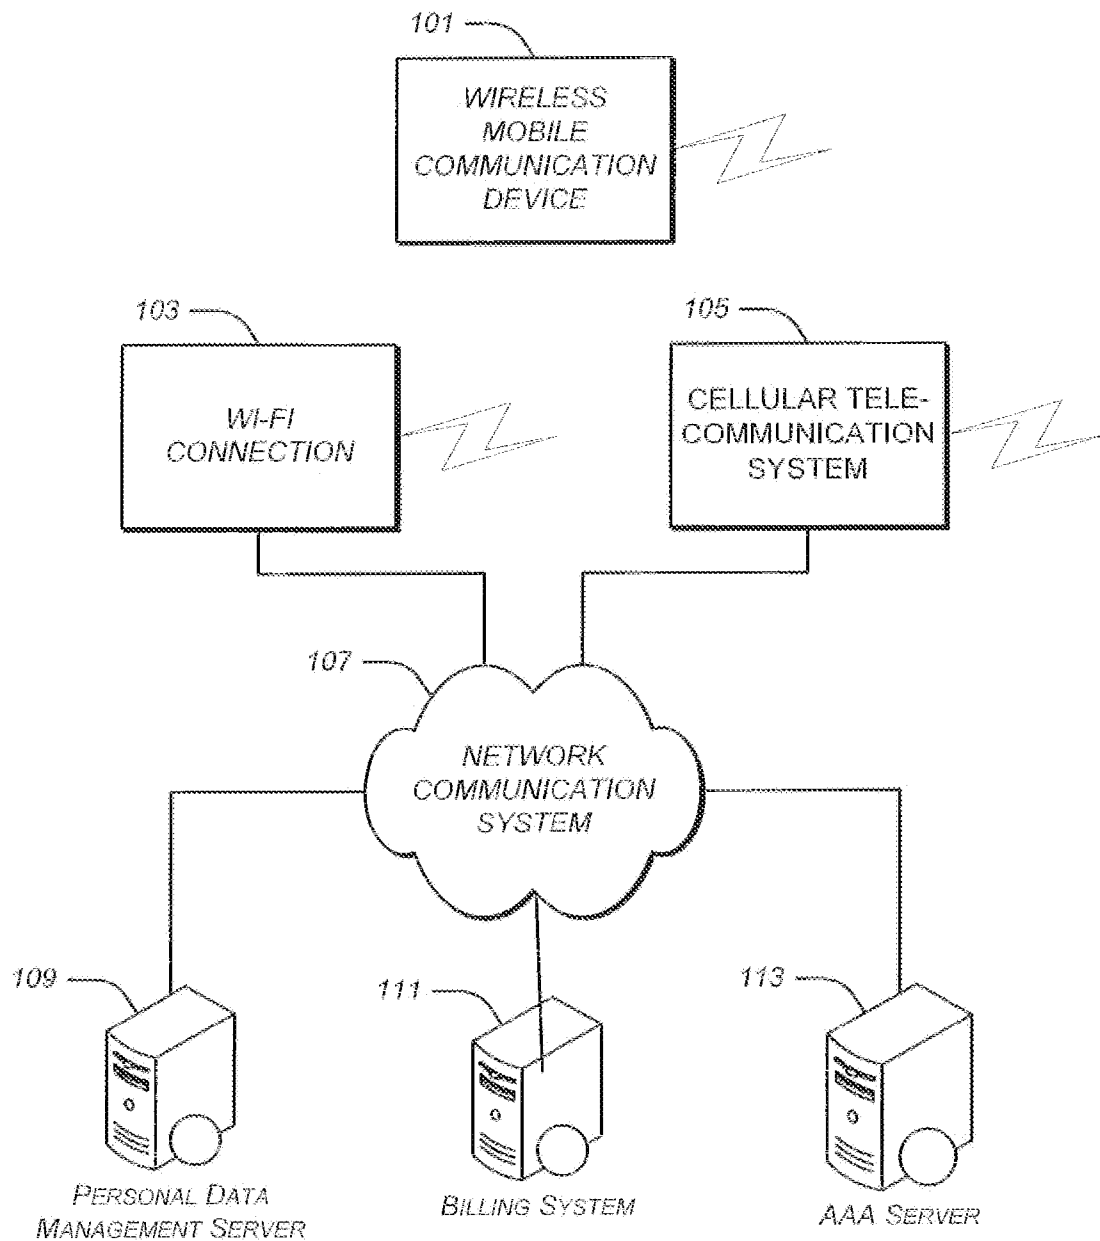 101
WIRELESS
MOBILE
COMMUNICATION
DEVICE
103
WI-FI
CONNECTION
105
CELLULAR TELE-
COMMUNICATION
SYSTEM
107
NETWORK
COMMUNICATION
SYSTEM
109
PERSONAL DATA
MANAGEMENT SERVER
111
BILLING SYSTEM
113
AAA SERVER